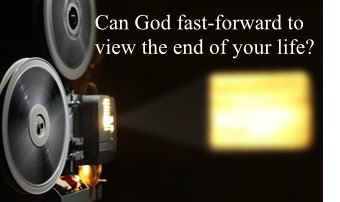 Can God fast-forward to
view the end of your life?